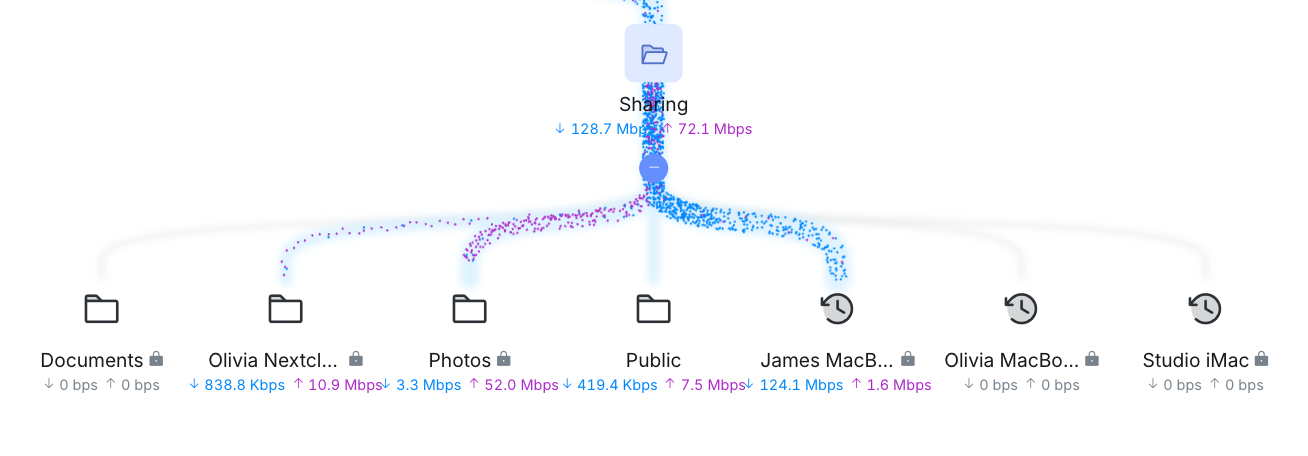 Sharing
↓ 128.7 Mbps ↑ 72.1 Mbps
Documents
↓ 0 bps ↑ 0 bps
Olivia Nextcl...
↓ 838.8 Kbps ↑ 10.9 Mbps
Photos
↓ 3.3 Mbps ↑ 52.0 Mbps
Public
↓ 419.4 Kbps ↑ 7.5 Mbps
James MacB...
↓ 124.1 Mbps ↑ 1.6 Mbps
Olivia MacBo...
↓ 0 bps ↑ 0 bps
Studio iMac
↓ 0 bps ↑ 0 bps